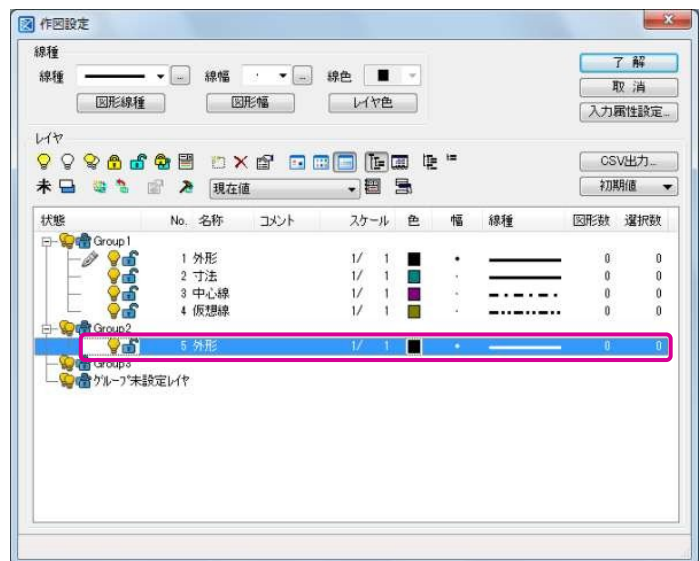 作図設定
線種
線種 線幅 線色
図形線種 図形幅 レイヤ色
了 解
取 消
入力属性設定...
レイヤ
CSV出力...
未 現在値 初期値
状態 No. 名称 コメント スケール 色 幅 線種 図形数 選択数
Group1
1 外形 1/ 1 0 0
2 寸法 1/ 1 0 0
3 中心線 1/ 1 0 0
4 仮想線 1/ 1 0 0
Group2
5 外形 1/ 1 0 0
Group3
グループ未設定レイヤ